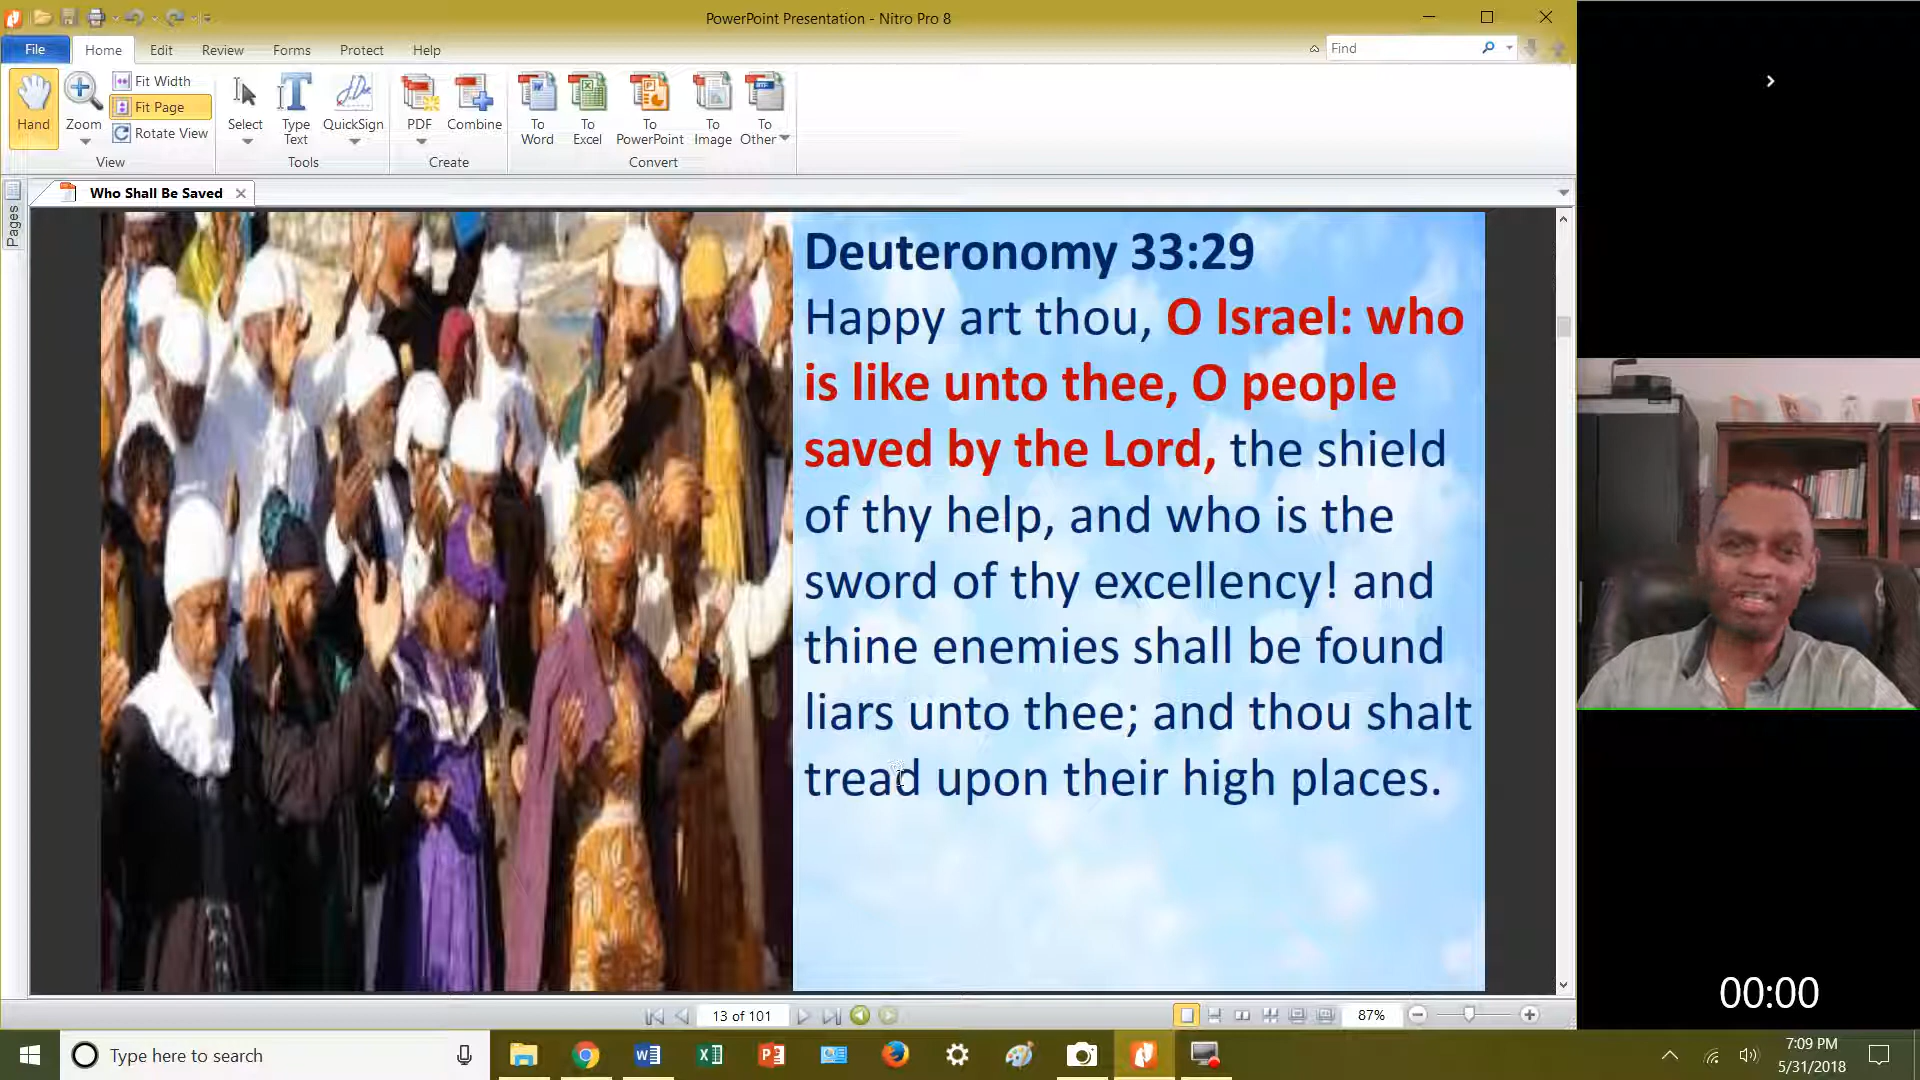 PowerPoint Presentation - Nitro Pro 8
File Home Edit Review Forms Protect Help Find
Hand
Zoom
Fit Width
Fit Page
Rotate View
View
Select
Type Text
QuickSign
Tools
PDF
Combine
Create
To Word
To Excel
To PowerPoint
To Image
To Other
Convert
Who Shall Be Saved
Pages
Deuteronomy 33:29
Happy art thou, O Israel: who
is like unto thee, O people
saved by the Lord, the shield
of thy help, and who is the
sword of thy excellency! and
thine enemies shall be found
liars unto thee; and thou shalt
tread upon their high places.
00:00
13 of 101
87%
Type here to search
7:09 PM
5/31/2018